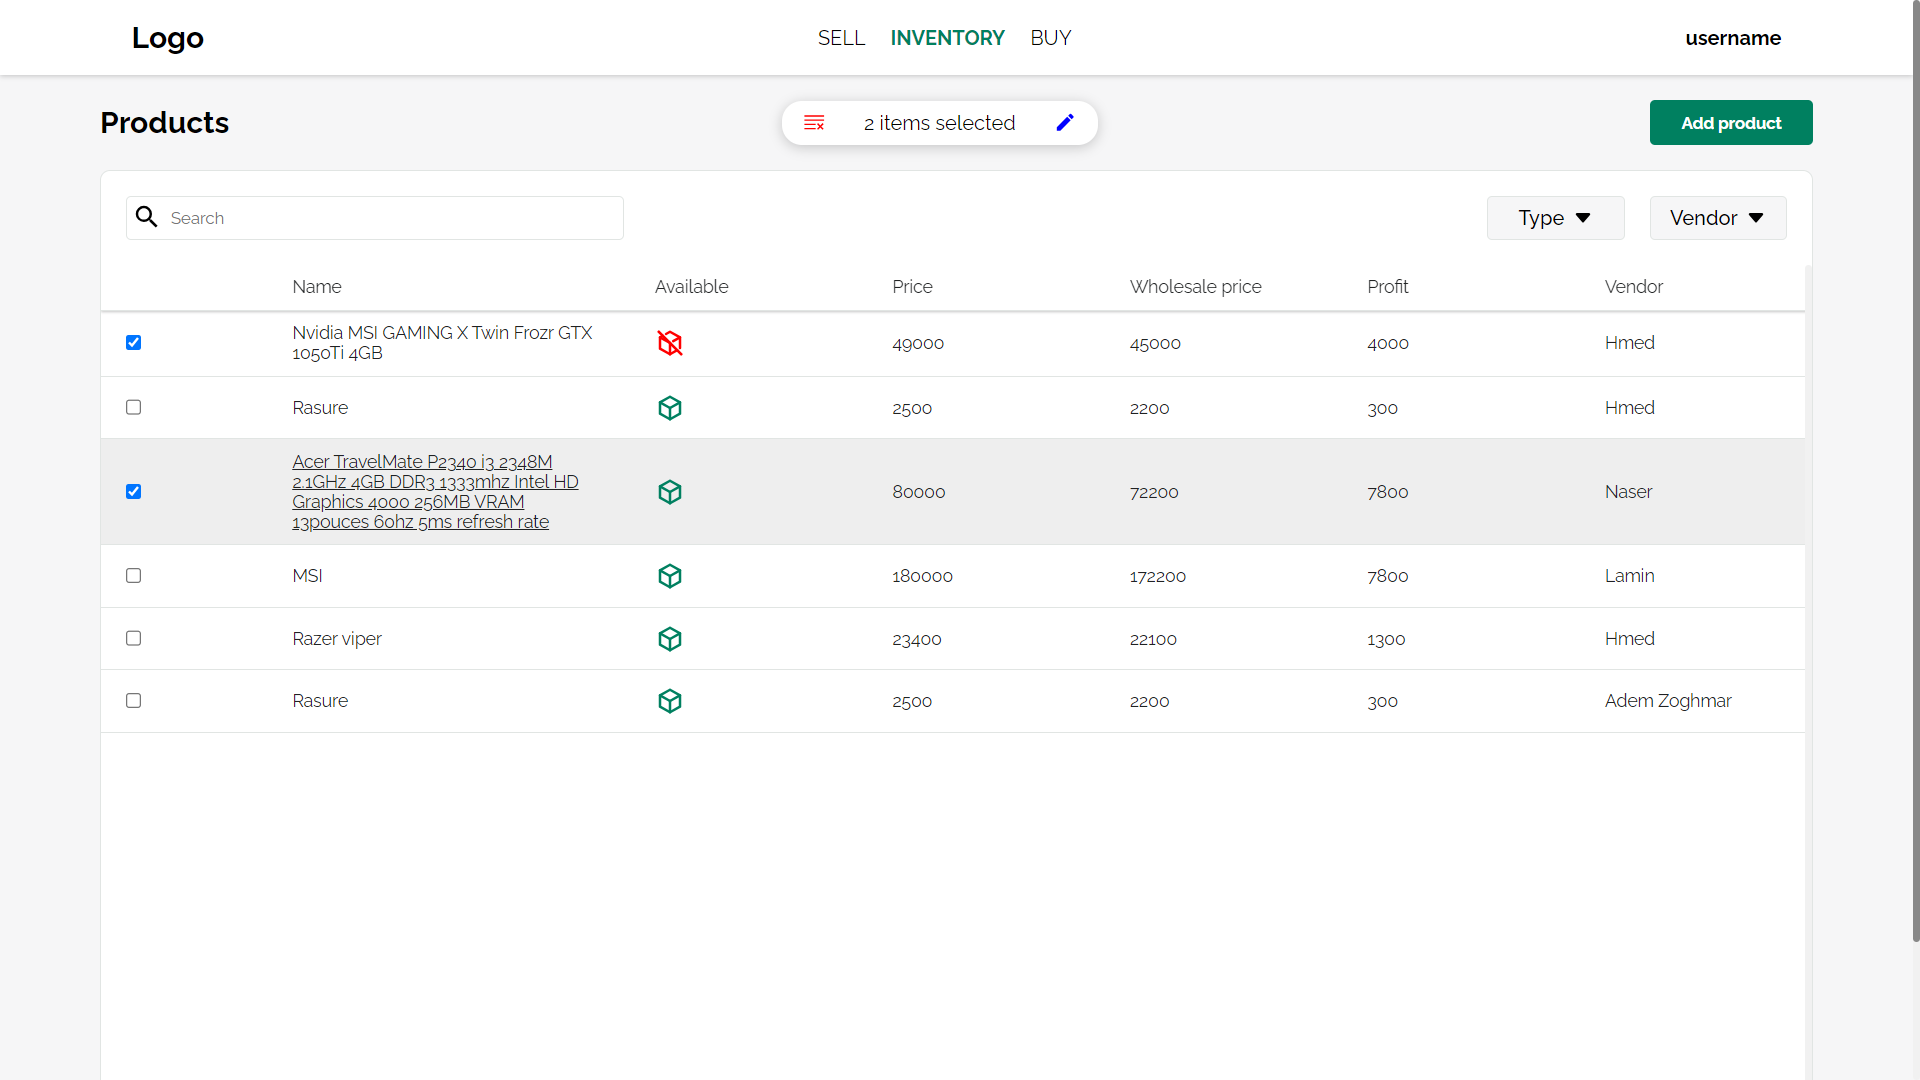 Logo SELL INVENTORY BUY username
Products 2 items selected Add product
Search Type Vendor
Name Available Price Wholesale price Profit Vendor
Nvidia MSI GAMING X Twin Frozr GTX
1050Ti 4GB 49000 45000 4000 Hmed
Rasure 2500 2200 300 Hmed
Acer TravelMate P2340 i3 2348M
2.1GHz 4GB DDR3 1333mhz Intel HD
Graphics 4000 256MB VRAM
13pouces 60hz 5ms refresh rate 80000 72200 7800 Naser
MSI 180000 172200 7800 Lamin
Razer viper 23400 22100 1300 Hmed
Rasure 2500 2200 300 Adem Zoghmar